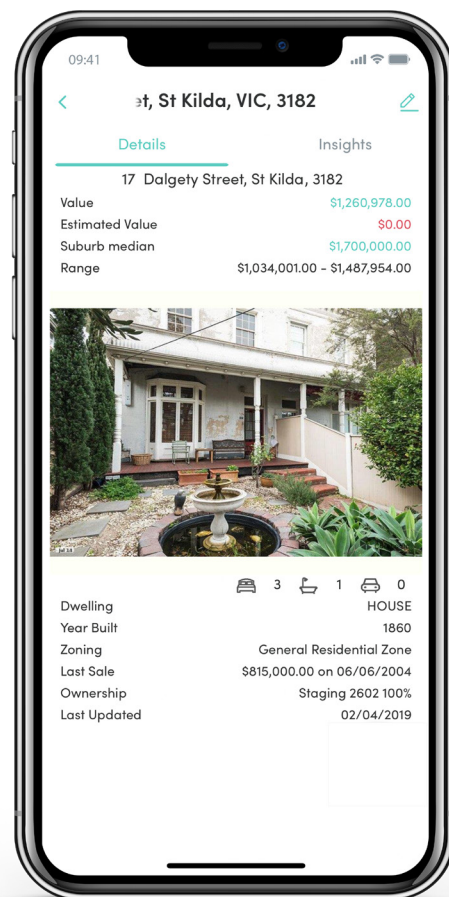 09:41
et, St Kilda, VIC, 3182
Details Insights
17 Dalgety Street, St Kilda, 3182
Value $1,260,978.00
Estimated Value $0.00
Suburb median $1,700,000.00
Range $1,034,001.00 - $1,487,954.00
Jul 18
3 1 0
Dwelling HOUSE
Year Built 1860
Zoning General Residential Zone
Last Sale $815,000.00 on 06/06/2004
Ownership Staging 2602 100%
Last Updated 02/04/2019